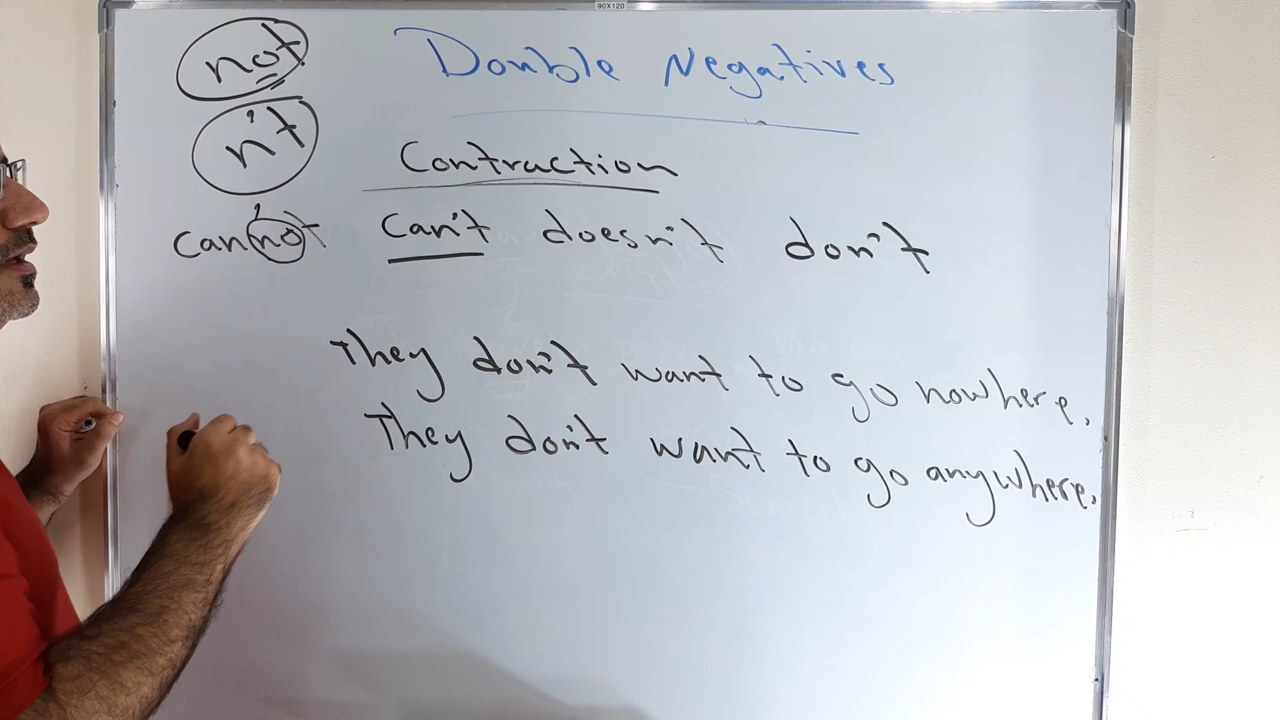 90X120
not
Double Negatives
n't
Contraction
cannot can't doesn't don't
They don't want to go nowhere.
They don't want to go anywhere.